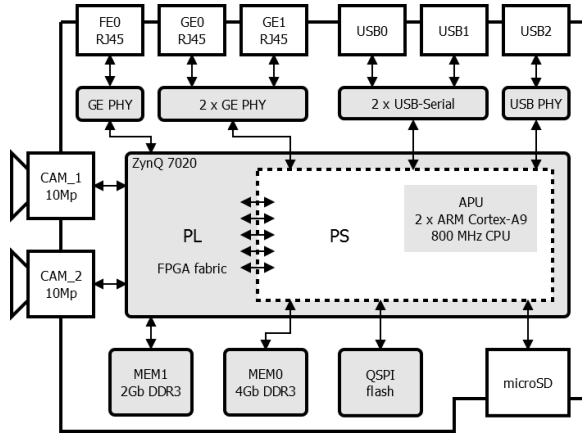 FE0
RJ45
GE0
RJ45
GE1
RJ45
USB0
USB1
USB2
GE PHY
2 x GE PHY
2 x USB-Serial
USB PHY
ZynQ 7020
CAM_1
10Mp
APU
2 x ARM Cortex-A9
800 MHz CPU
PL
PS
FPGA fabric
CAM_2
10Mp
MEM1
2Gb DDR3
MEM0
4Gb DDR3
QSPI
flash
microSD